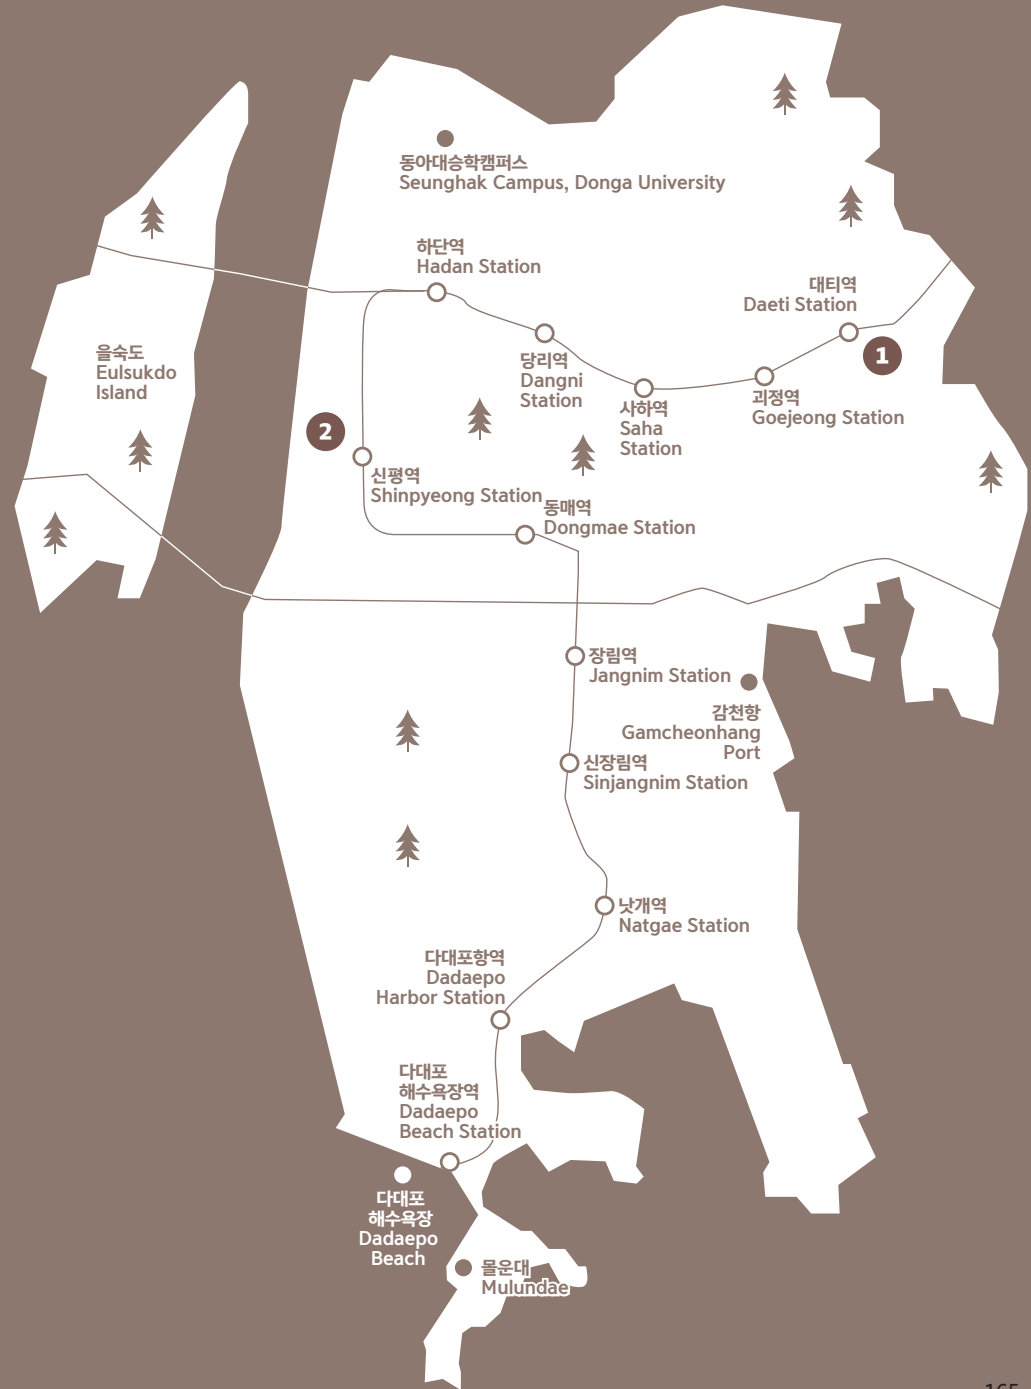 동아대승학캠퍼스
Seunghak Campus, Donga University
하단역
Hadan Station
대티역
Daeti Station
1
을숙도
Eulsukdo
Island
당리역
Dangni
Station
사하역
Saha
Station
괴정역
Goejeong Station
2
신평역
Shinpyeong Station
동매역
Dongmae Station
장림역
Jangnim Station
감천항
Gamcheonhang
Port
신장림역
Sinjangnim Station
낫개역
Natgae Station
다대포항역
Dadaepo
Harbor Station
다대포
해수욕장역
Dadaepo
Beach Station
다대포
해수욕장
Dadaepo
Beach
몰운대
Mulundae
165